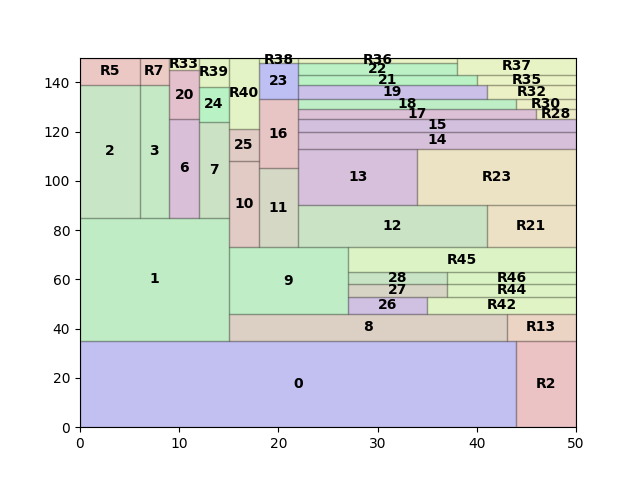 R33 R38 R36
R5 R7 R39 22 R37
140 20 23 21 R35
R40 19 R32
24 18 R30
17 R28
120 25 16 15
14
2 3 6 7
100 13 R23
10 11
80 12 R21
R45
60 1 9 28 R46
27 R44
26 R42
40 8 R13
20 0 R2
0
0 10 20 30 40 50